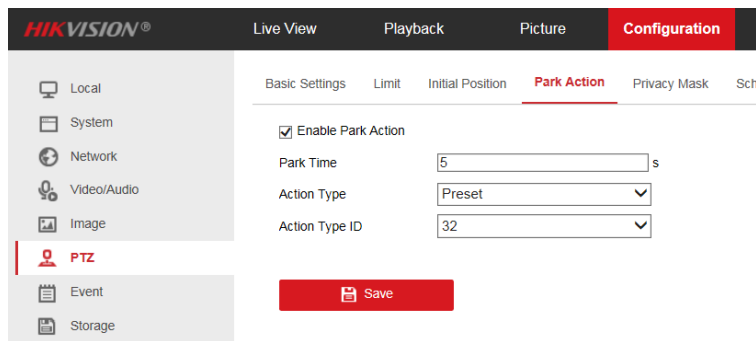 HIKVISION® Live View Playback Picture Configuration
Basic Settings Limit Initial Position Park Action Privacy Mask
Local
System
Network
Video/Audio
Image
PTZ
Event
Storage
Enable Park Action
Park Time 5 s
Action Type Preset
Action Type ID 32
Save